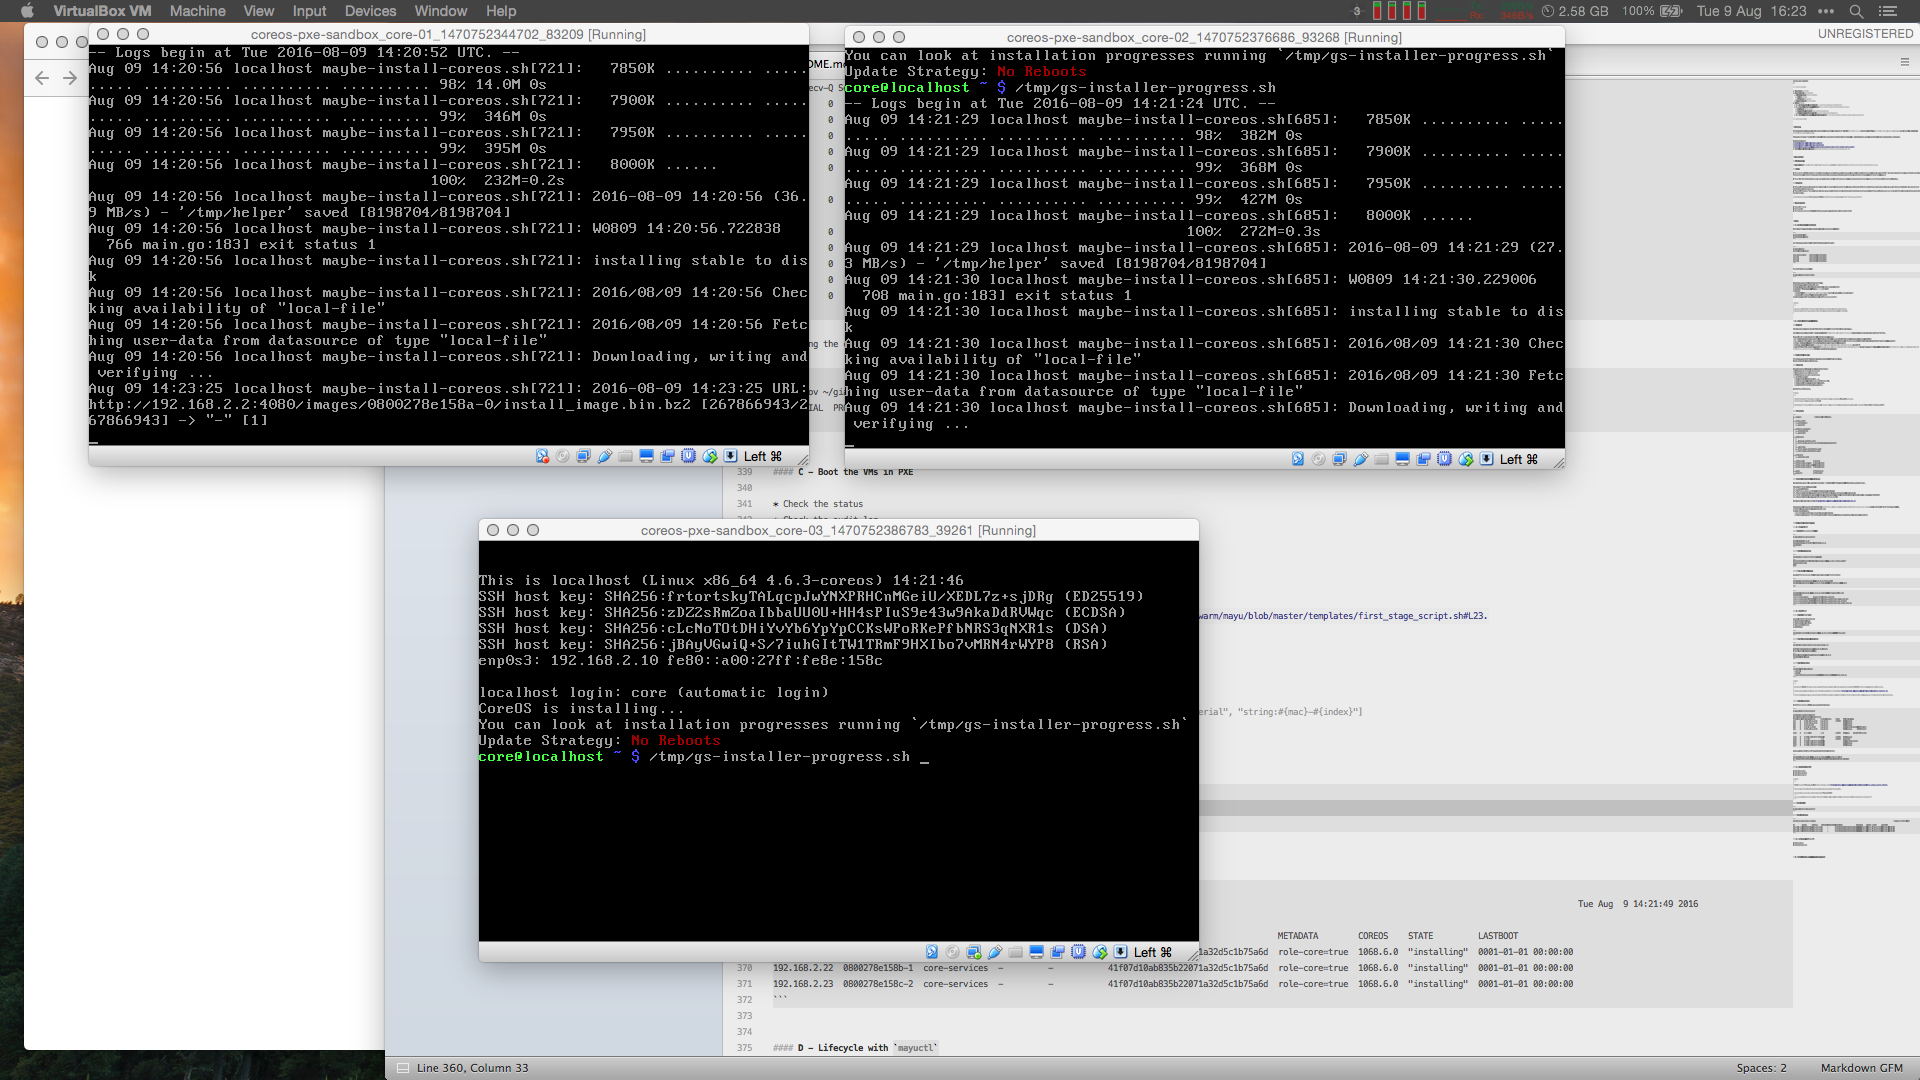 VirtualBox VM Machine View Input Devices Window Help
3 2.58 GB 100% Tue 9 Aug 16:23
UNREGISTERED
coreos-pxe-sandbox_core-01_1470752344702_83209 [Running]
-- Logs begin at Tue 2016-08-09 14:20:52 UTC. --
Aug 09 14:20:56 localhost maybe-install-coreos.sh[721]:   7850K .......... .....
..... .......... .......... .......... 98% 14.0M 0s
Aug 09 14:20:56 localhost maybe-install-coreos.sh[721]:   7900K .......... .....
..... .......... .......... .......... 99%  346M 0s
Aug 09 14:20:56 localhost maybe-install-coreos.sh[721]:   7950K .......... .....
..... .......... .......... .......... 99%  395M 0s
Aug 09 14:20:56 localhost maybe-install-coreos.sh[721]:   8000K ......
100%  232M=0.2s
Aug 09 14:20:56 localhost maybe-install-coreos.sh[721]: 2016-08-09 14:20:56 (36.
9 MB/s) - '/tmp/helper' saved [8198704/8198704]
Aug 09 14:20:56 localhost maybe-install-coreos.sh[721]: W0809 14:20:56.722838
766 main.go:183] exit status 1
Aug 09 14:20:56 localhost maybe-install-coreos.sh[721]: installing stable to dis
k
Aug 09 14:20:56 localhost maybe-install-coreos.sh[721]: 2016/08/09 14:20:56 Chec
king availability of "local-file"
Aug 09 14:20:56 localhost maybe-install-coreos.sh[721]: 2016/08/09 14:20:56 Fetc
hing user-data from datasource of type "local-file"
Aug 09 14:20:56 localhost maybe-install-coreos.sh[721]: Downloading, writing and
verifying ...
Aug 09 14:23:25 localhost maybe-install-coreos.sh[721]: 2016-08-09 14:23:25 URL:
http://192.168.2.2:4080/images/0800278e158a-0/install_image.bin.bz2 [267866943/2
67866943] -> "-" [1]
Left ⌘
coreos-pxe-sandbox_core-02_1470752376686_93268 [Running]
You can look at installation progresses running `/tmp/gs-installer-progress.sh`
Update Strategy: No Reboots
core@localhost ~ $ /tmp/gs-installer-progress.sh
-- Logs begin at Tue 2016-08-09 14:21:24 UTC. --
Aug 09 14:21:29 localhost maybe-install-coreos.sh[685]:   7850K .......... .....
..... .......... .......... .......... 98%  382M 0s
Aug 09 14:21:29 localhost maybe-install-coreos.sh[685]:   7900K .......... .....
..... .......... .......... .......... 99%  368M 0s
Aug 09 14:21:29 localhost maybe-install-coreos.sh[685]:   7950K .......... .....
..... .......... .......... .......... 99%  427M 0s
Aug 09 14:21:29 localhost maybe-install-coreos.sh[685]:   8000K ......
100%  272M=0.3s
Aug 09 14:21:29 localhost maybe-install-coreos.sh[685]: 2016-08-09 14:21:29 (27.
3 MB/s) - '/tmp/helper' saved [8198704/8198704]
Aug 09 14:21:30 localhost maybe-install-coreos.sh[685]: W0809 14:21:30.229006
708 main.go:183] exit status 1
Aug 09 14:21:30 localhost maybe-install-coreos.sh[685]: installing stable to dis
k
Aug 09 14:21:30 localhost maybe-install-coreos.sh[685]: 2016/08/09 14:21:30 Chec
king availability of "local-file"
Aug 09 14:21:30 localhost maybe-install-coreos.sh[685]: 2016/08/09 14:21:30 Fetc
hing user-data from datasource of type "local-file"
Aug 09 14:21:30 localhost maybe-install-coreos.sh[685]: Downloading, writing and
verifying ...
Left ⌘
339 #### C - Boot the VMs in PXE
340
341 * Check the status
coreos-pxe-sandbox_core-03_1470752386783_39261 [Running]
This is localhost (Linux x86_64 4.6.3-coreos) 14:21:46
SSH host key: SHA256:frtortskyTALqcpJwYNXPRHCnMGeiU/XEDL7z+sjDRg (ED25519)
SSH host key: SHA256:zDZ2sRmZoaIbbaUU0U+HH4sPIuS9e43w9AkaDdRVWqc (ECDSA)
SSH host key: SHA256:cLcNoTOtDHiYvYb6YpYpCCKsWPoRKePfbNRS3qNXR1s (DSA)
SSH host key: SHA256:jBAyVGwiQ+S/7iuhGltTW1TRmF9HXIbo7vMRN4rWYP8 (RSA)
enp0s3: 192.168.2.10 fe80::a00:27ff:fe8e:158c
localhost login: core (automatic login)
CoreOS is installing...
You can look at installation progresses running `/tmp/gs-installer-progress.sh`
Update Strategy: No Reboots
core@localhost ~ $ /tmp/gs-installer-progress.sh _
Left ⌘
warm/mayu/blob/master/templates/first_stage_script.sh#L23.
erial", "string:#{mac}-#{index}"]
Tue Aug  9 14:21:49 2016
METADATA COREOS STATE LASTBOOT
1a32d5c1b75a6d role-core=true 1068.6.0 "installing" 0001-01-01 00:00:00
370 192.168.2.22 0800278e158b-1 core-services - - 41f07d10ab835b22071a32d5c1b75a6d role-core=true 1068.6.0 "installing" 0001-01-01 00:00:00
371 192.168.2.23 0800278e158c-2 core-services - - 41f07d10ab835b22071a32d5c1b75a6d role-core=true 1068.6.0 "installing" 0001-01-01 00:00:00
372 ```
373
374
375 #### D - Lifecycle with `mayuctl`
Line 360, Column 33
Spaces: 2 Markdown GFM